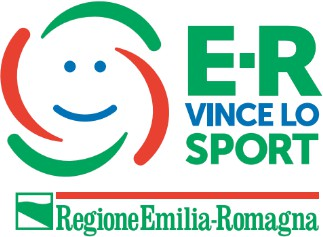 E-R
VINCE LO
SPORT
RegioneEmilia-Romagna